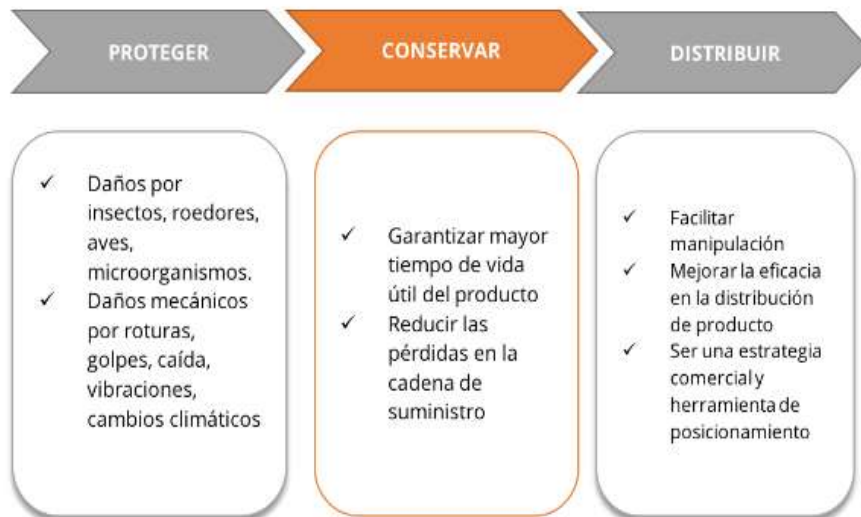 PROTEGER
CONSERVAR
DISTRIBUIR
✓ Daños por
insectos, roedores,
aves,
microorganismos.
✓ Daños mecánicos
por roturas,
golpes, caída,
vibraciones,
cambios climáticos
✓ Garantizar mayor
tiempo de vida
útil del producto
✓ Reducir las
pérdidas en la
cadena de
suministro
✓ Facilitar
manipulación
✓ Mejorar la eficacia
en la distribución
de producto
✓ Ser una estrategia
comercial y
herramienta de
posicionamiento